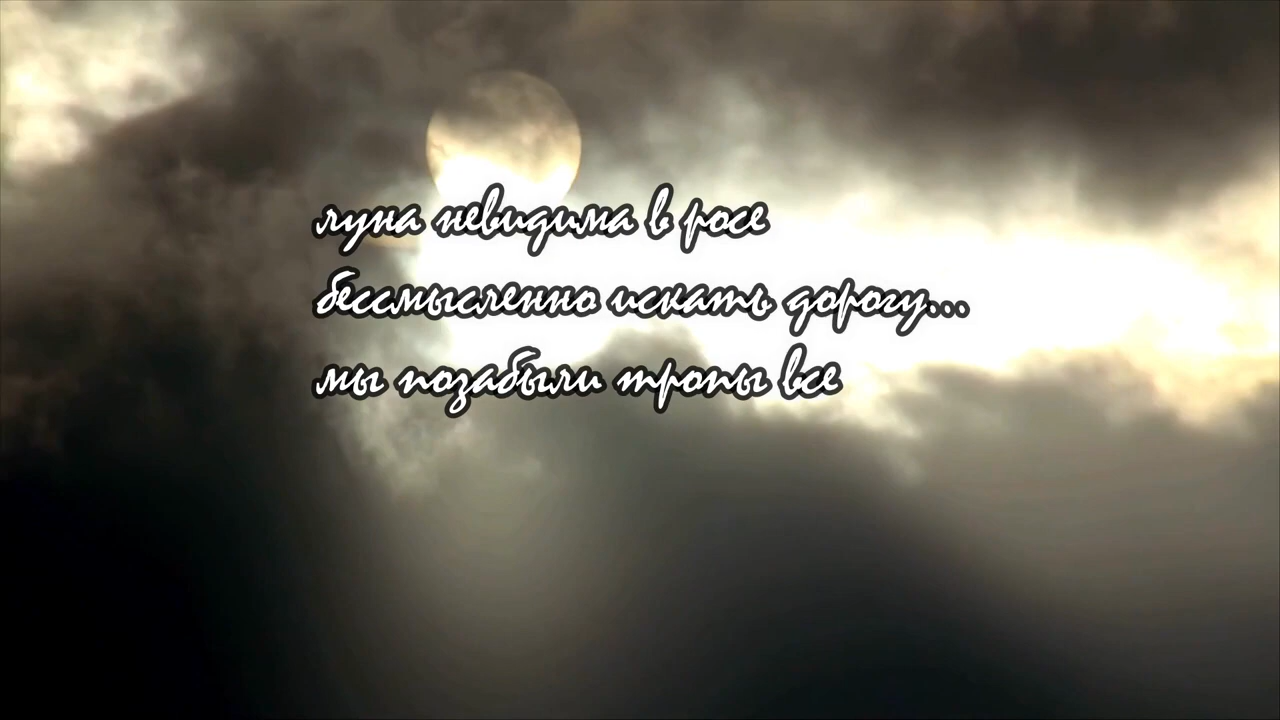 луна невидима в росе
бессмысленно искать дорогу...
мы позабыли тропы все